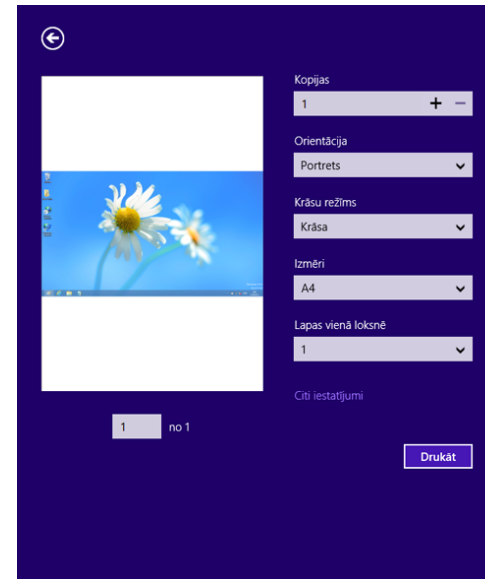 Kopijas
1
Orientācija
Portrets
Krāsu režīms
Krāsa
Izmēri
A4
Lapas vienā loksnē
1
Citi iestatījumi
1 no 1
Drukāt